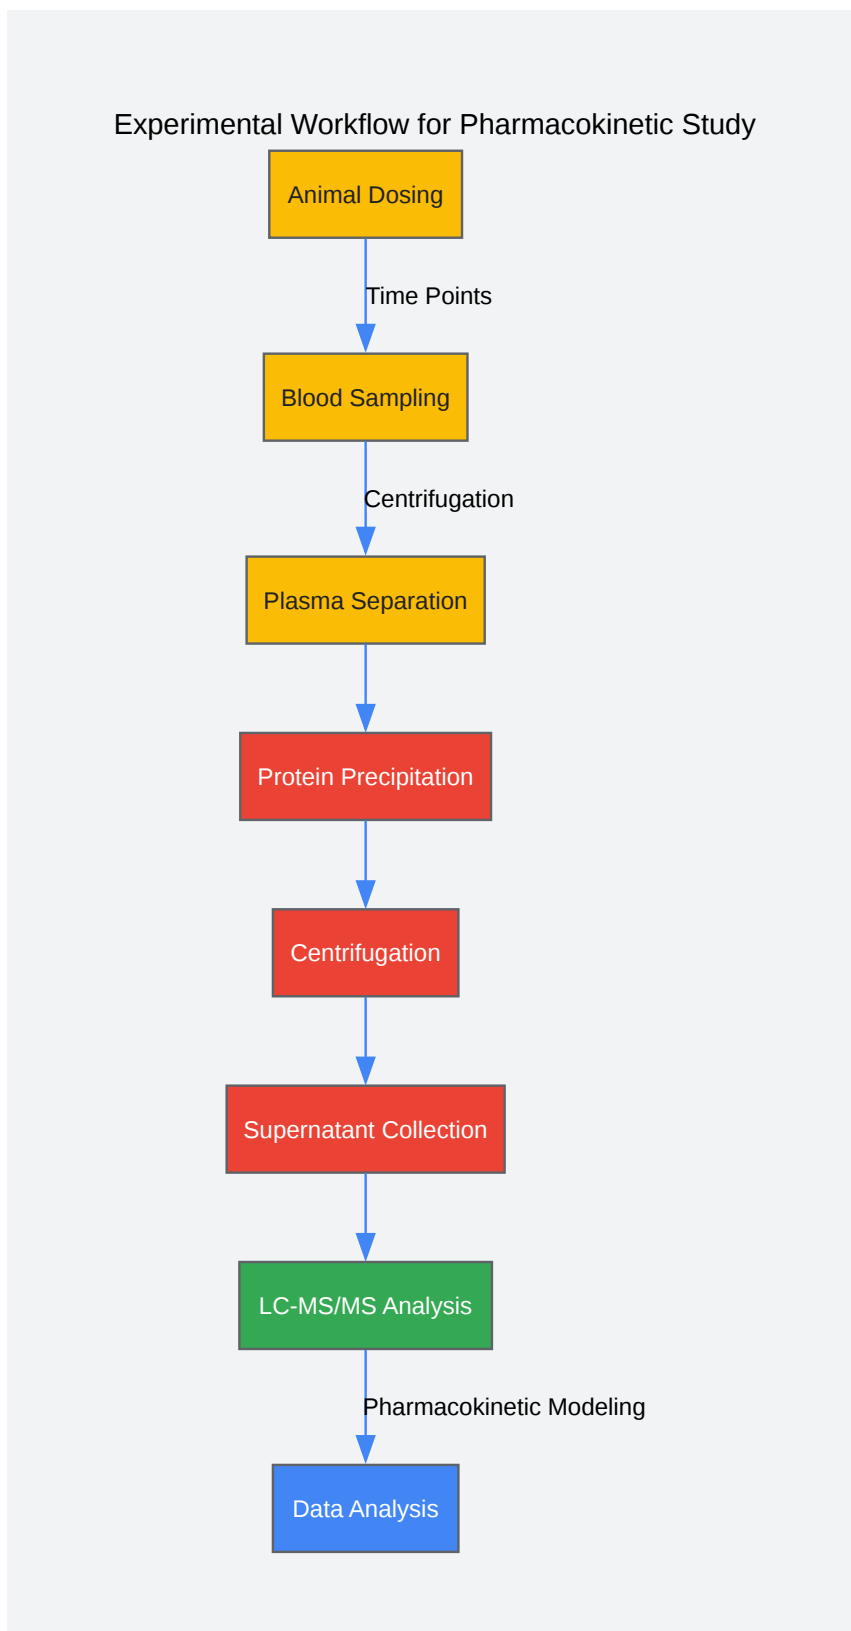 Experimental Workflow for Pharmacokinetic Study
Animal Dosing
Time Points
Blood Sampling
Centrifugation
Plasma Separation
Protein Precipitation
Centrifugation
Supernatant Collection
LC-MS/MS Analysis
Pharmacokinetic Modeling
Data Analysis